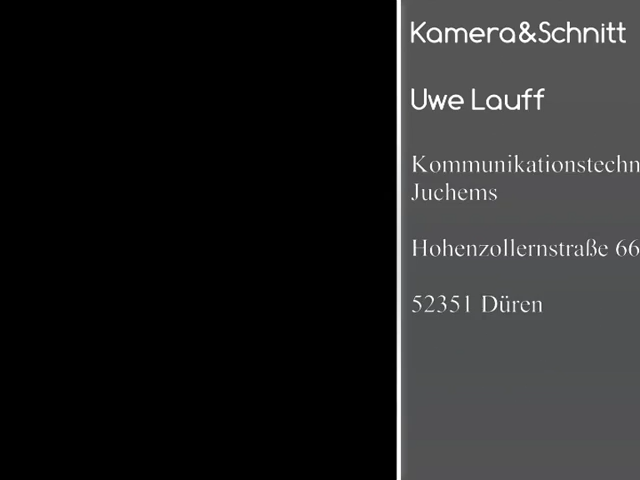 Kamera&Schnitt
Uwe Lauff
Kommunikationstechn
Juchems
Hohenzollernstraße 66
52351 Düren